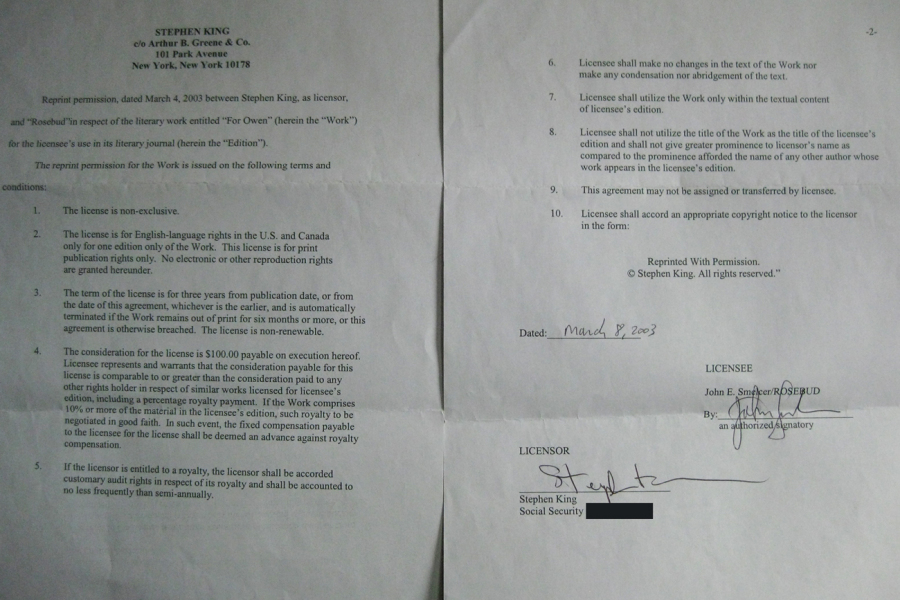 STEPHEN KING
c/o Arthur B. Greene & Co.
101 Park Avenue
New York, New York 10178
Reprint permission, dated March 4, 2003 between Stephen King, as licensor,
and "Rosebud"in respect of the literary work entitled "For Owen" (herein the "Work")
for the licensee's use in its literary journal (herein the "Edition").
The reprint permission for the Work is issued on the following terms and
conditions:
1. The license is non-exclusive.
2. The license is for English-language rights in the U.S. and Canada
only for one edition only of the Work. This license is for print
publication rights only. No electronic or other reproduction rights
are granted hereunder.
3. The term of the license is for three years from publication date, or from
the date of this agreement, whichever is the earlier, and is automatically
terminated if the Work remains out of print for six months or more, or this
agreement is otherwise breached. The license is non-renewable.
4. The consideration for the license is $100.00 payable on execution hereof.
Licensee represents and warrants that the consideration payable for this
license is comparable to or greater than the consideration paid to any
other rights holder in respect of similar works licensed for licensee's
edition, including a percentage royalty payment. If the Work comprises
10% or more of the material in the licensee's edition, such royalty to be
negotiated in good faith. In such event, the fixed compensation payable
to the licensor for the license shall be deemed an advance against royalty
compensation.
5. If the licensor is entitled to a royalty, the licensor shall be accorded
customary audit rights in respect of its royalty and shall be accounted to
no less frequently than semi-annually.
-2-
6. Licensee shall make no changes in the text of the Work nor
make any condensation nor abridgement of the text.
7. Licensee shall utilize the Work only within the textual content
of licensee's edition.
8. Licensee shall not utilize the title of the Work as the title of the licensee's
edition and shall not give greater prominence to licensor's name as
compared to the prominence afforded the name of any other author whose
work appears in the licensee's edition.
9. This agreement may not be assigned or transferred by licensee.
10. Licensee shall accord an appropriate copyright notice to the licensor
in the form:
Reprinted With Permission.
© Stephen King. All rights reserved."
Dated: March 8, 2003
LICENSEE
John E. Smelcer/ROSEBUD
By:
an authorized signatory
LICENSOR
Stephen King
Social Security